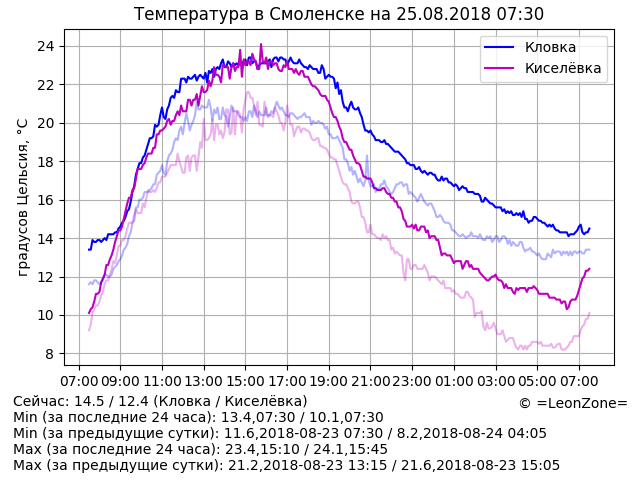 Температура в Смоленске на 25.08.2018 07:30
градусов Цельсия, °C
24
22
20
18
16
14
12
10
8
Кловка
Киселёвка
07:00 09:00 11:00 13:00 15:00 17:00 19:00 21:00 23:00 01:00 03:00 05:00 07:00
Сейчас: 14.5 / 12.4 (Кловка / Киселёвка)
© =LeonZone=
Min (за последние 24 часа): 13.4,07:30 / 10.1,07:30
Min (за предыдущие сутки): 11.6,2018-08-23 07:30 / 8.2,2018-08-24 04:05
Max (за последние 24 часа): 23.4,15:10 / 24.1,15:45
Max (за предыдущие сутки): 21.2,2018-08-23 13:15 / 21.6,2018-08-23 15:05